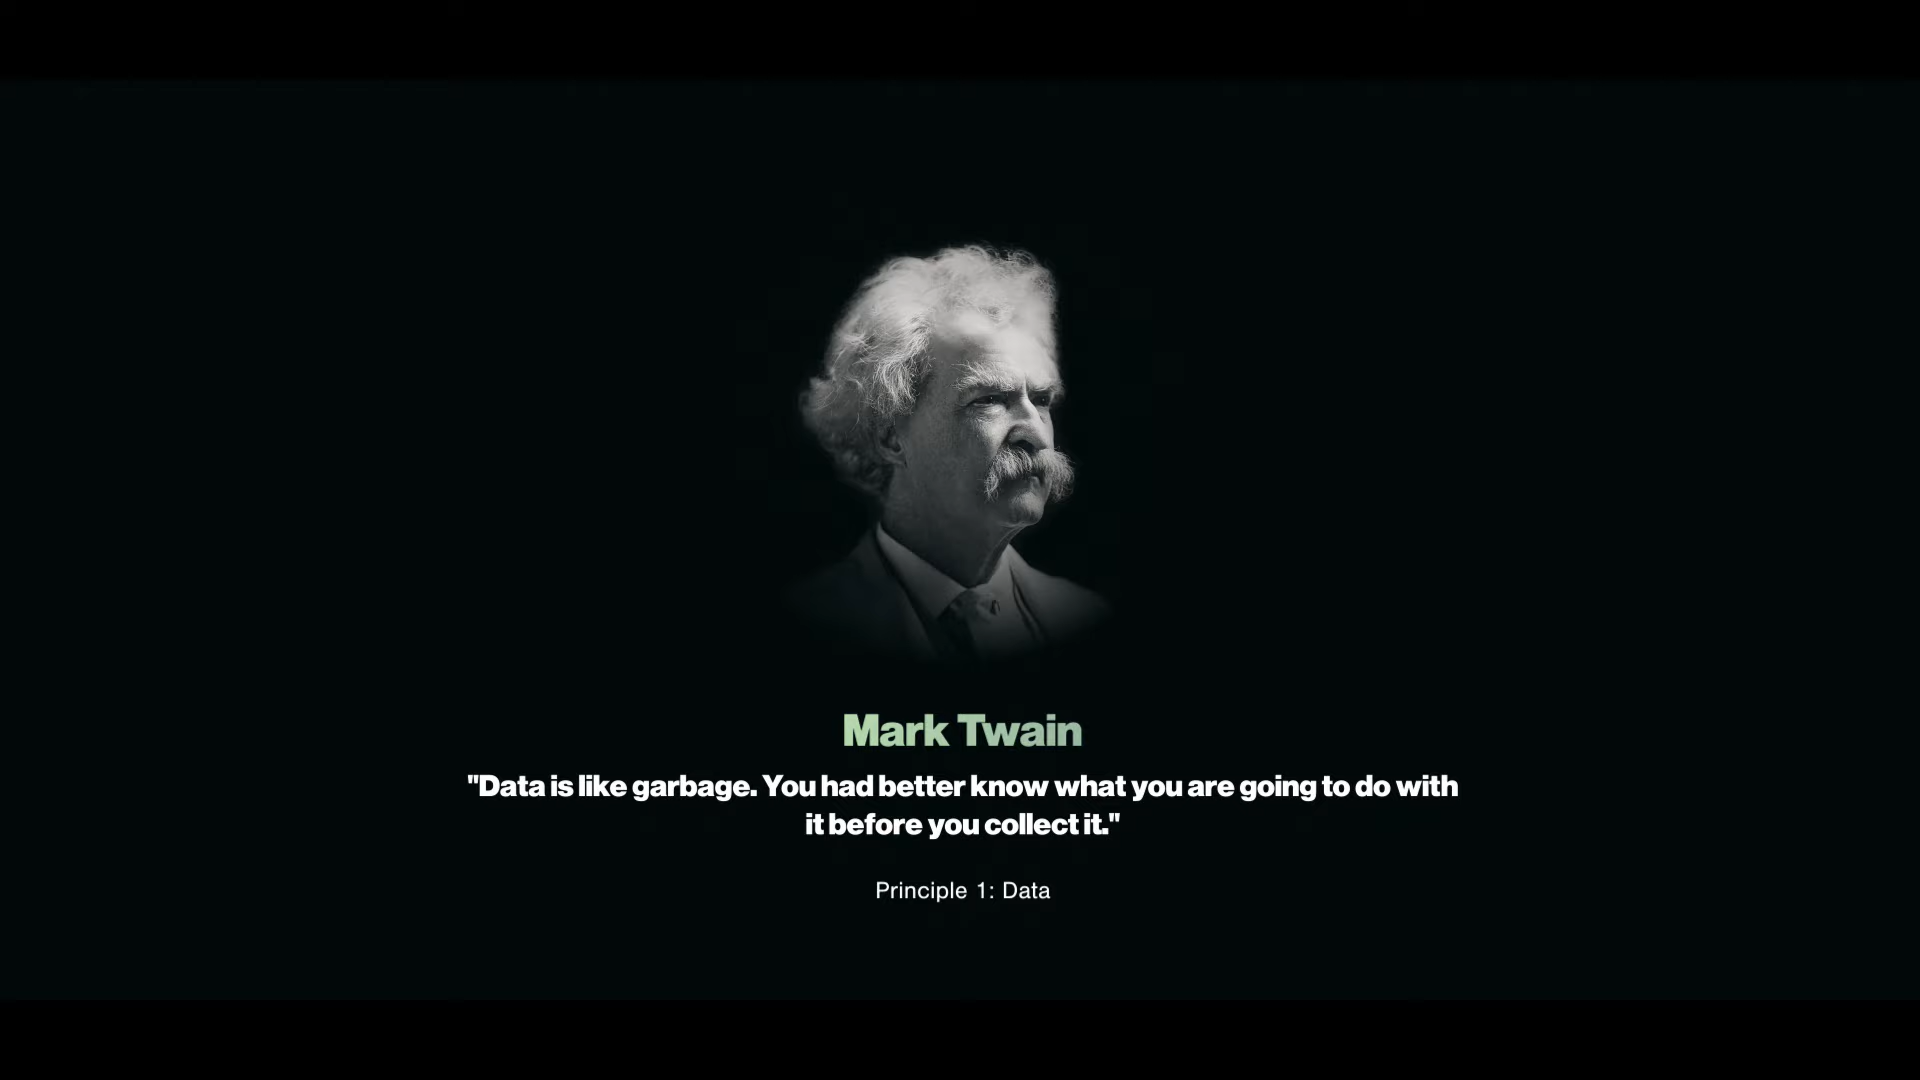 Mark Twain
"Data is like garbage. You had better know what you are going to do with
it before you collect it."
Principle 1: Data